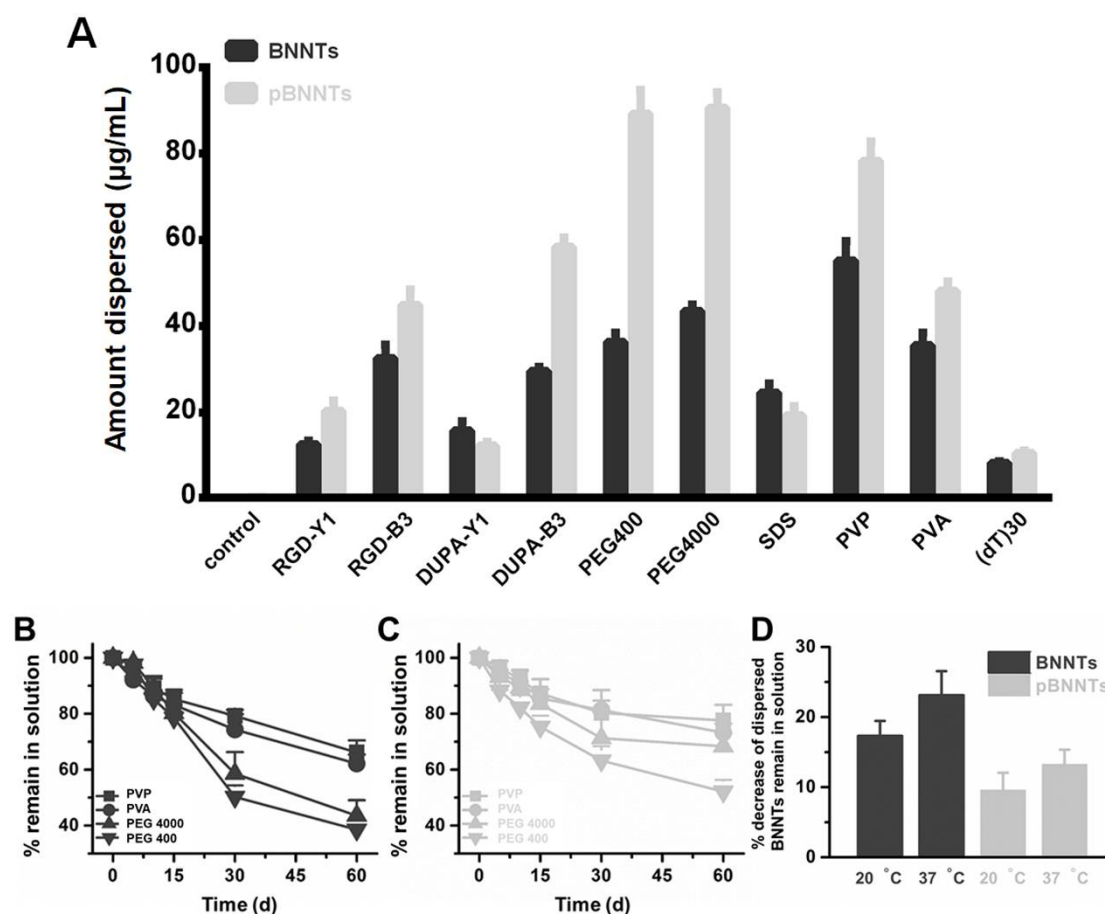 A
BNNTs
pBNNTs
Amount dispersed (µg/mL)
100
80
60
40
20
0
control
RGD-Y1
RGD-B3
DUPA-Y1
DUPA-B3
PEG400
PEG4000
SDS
PVP
PVA
(dT)30
B
% remain in solution
100
80
60
40
PVP
PVA
PEG 4000
PEG 400
0 15 30 45 60
Time (d)
C
% remain in solution
100
80
60
40
PVP
PVA
PEG 4000
PEG 400
0 15 30 45 60
Time (d)
D
% decrease of dispersed
BNNTs remain in solution
30
20
10
0
BNNTs
pBNNTs
20 °C 37 °C 20 °C 37 °C